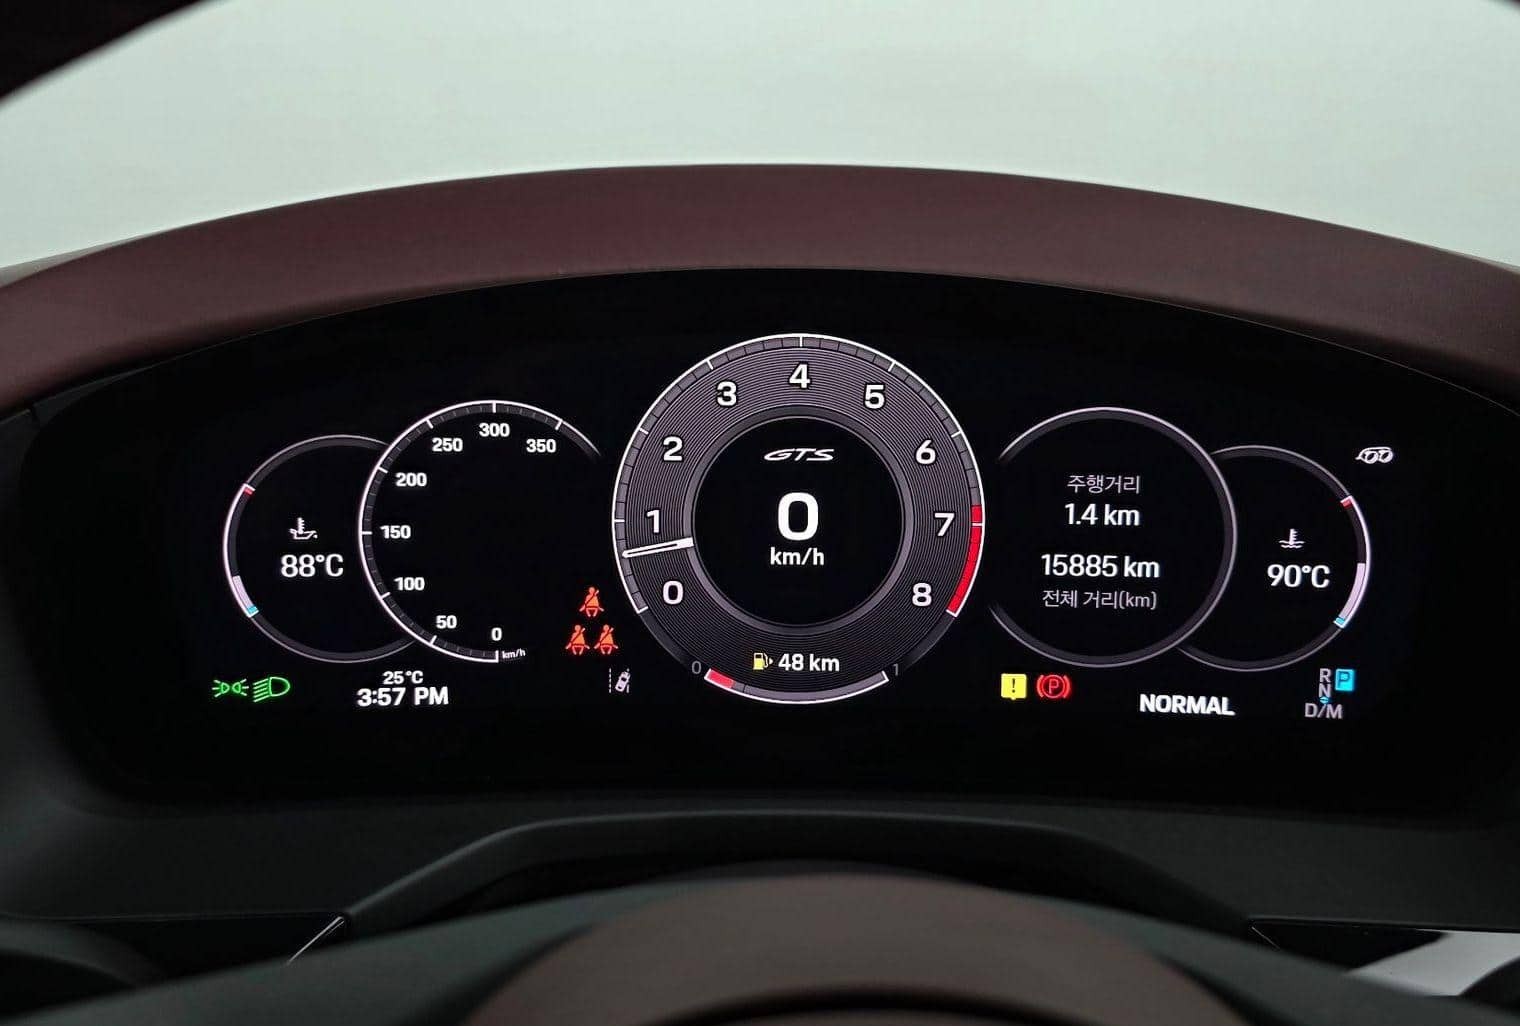 88°C
350
300
250
200
150
100
50
0
km/h
25°C
3:57 PM
0
1
2
3
4
5
6
7
8
GTS
0
km/h
48 km
0
1
주행거리
1.4 km
15885 km
전체 거리(km)
90°C
!
P
NORMAL
R
P
N
D/M